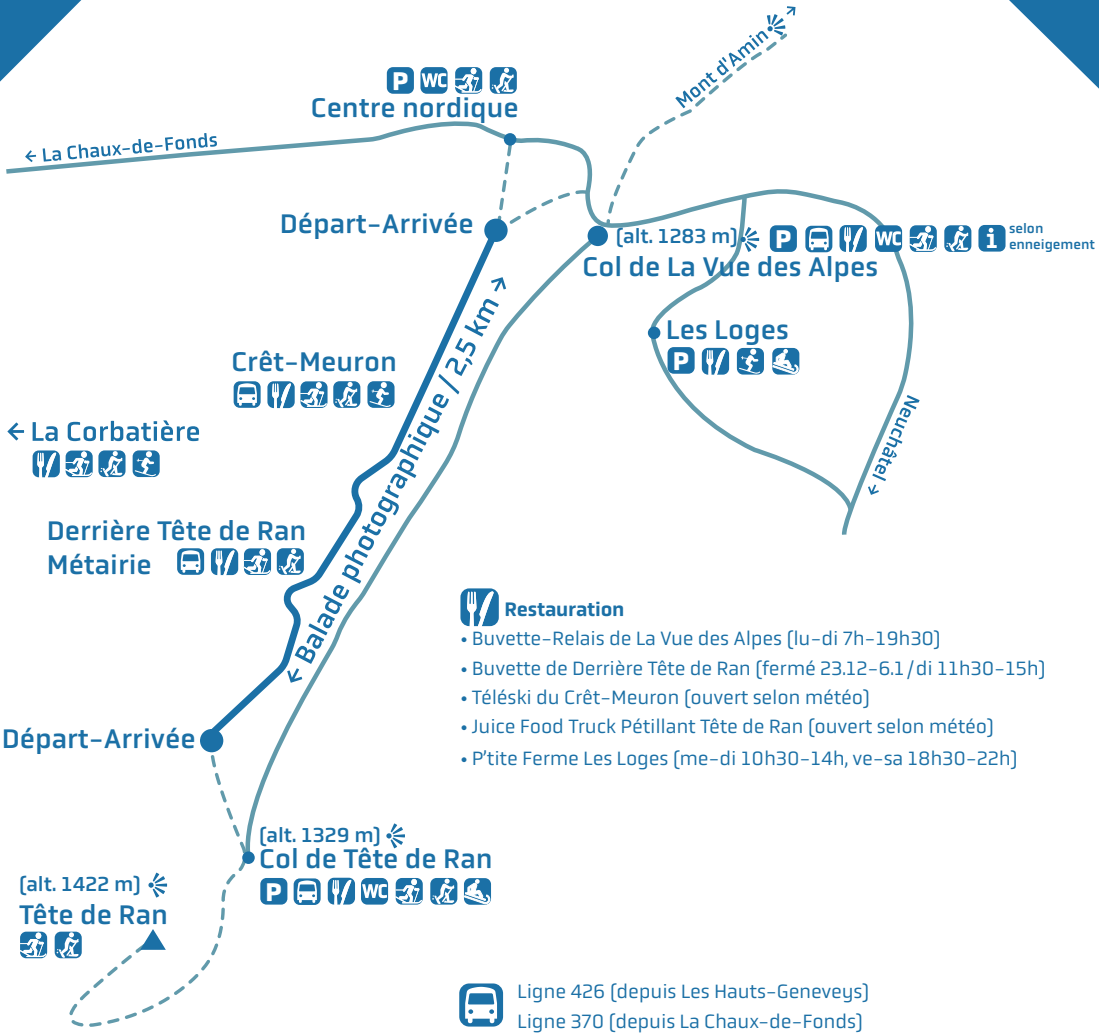 Mont d'Amin →
P WC
Centre nordique
← La Chaux-de-Fonds
Départ-Arrivée
(alt. 1283 m) P WC i selon
enneigement
Col de La Vue des Alpes
Les Loges
P
Crêt-Meuron
← La Corbatière
Neuchâtel →
Derrière Tête de Ran
Métairie
← Balade photographique / 2,5 km →
Restauration
• Buvette-Relais de La Vue des Alpes (lu-di 7h-19h30)
• Buvette de Derrière Tête de Ran (fermé 23.12-6.1/di 11h30-15h)
• Téléski du Crêt-Meuron (ouvert selon météo)
• Juice Food Truck Pétillant Tête de Ran (ouvert selon météo)
• P'tite Ferme Les Loges (me-di 10h30-14h, ve-sa 18h30-22h)
Départ-Arrivée
(alt. 1329 m)
Col de Tête de Ran
P WC
(alt. 1422 m)
Tête de Ran
Ligne 426 (depuis Les Hauts-Geneveys)
Ligne 370 (depuis La Chaux-de-Fonds)